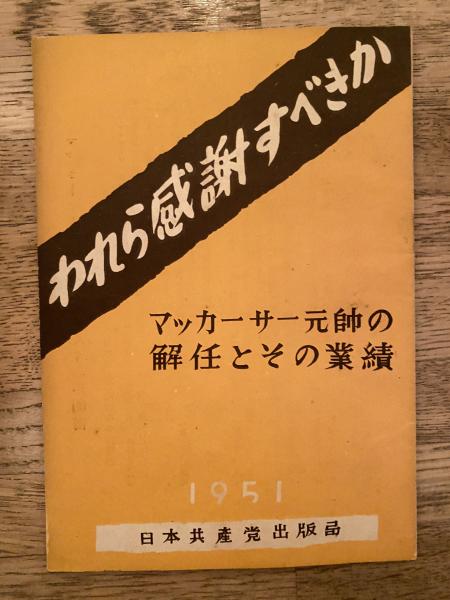 われら感謝すべきか
マッカーサー元帥の
解任とその業績
1951
日本共產党出版局